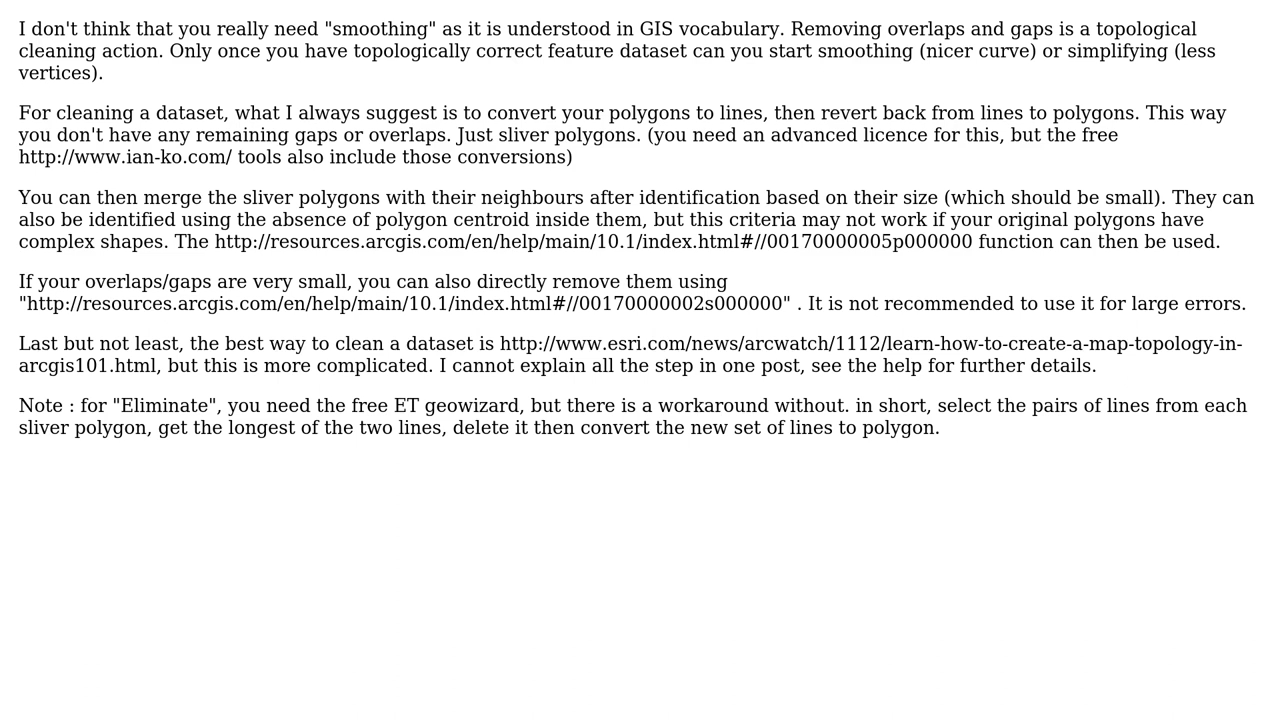 I don't think that you really need "smoothing" as it is understood in GIS vocabulary. Removing overlaps and gaps is a topological
cleaning action. Only once you have topologically correct feature dataset can you start smoothing (nicer curve) or simplifying (less
vertices).
For cleaning a dataset, what I always suggest is to convert your polygons to lines, then revert back from lines to polygons. This way
you don't have any remaining gaps or overlaps. Just sliver polygons. (you need an advanced licence for this, but the free
http://www.ian-ko.com/ tools also include those conversions)
You can then merge the sliver polygons with their neighbours after identification based on their size (which should be small). They can
also be identified using the absence of polygon centroid inside them, but this criteria may not work if your original polygons have
complex shapes. The http://resources.arcgis.com/en/help/main/10.1/index.html#//00170000005p000000 function can then be used.
If your overlaps/gaps are very small, you can also directly remove them using
"http://resources.arcgis.com/en/help/main/10.1/index.html#//00170000002s000000" . It is not recommended to use it for large errors.
Last but not least, the best way to clean a dataset is http://www.esri.com/news/arcwatch/1112/learn-how-to-create-a-map-topology-in-
arcgis101.html, but this is more complicated. I cannot explain all the step in one post, see the help for further details.
Note : for "Eliminate", you need the free ET geowizard, but there is a workaround without. in short, select the pairs of lines from each
sliver polygon, get the longest of the two lines, delete it then convert the new set of lines to polygon.